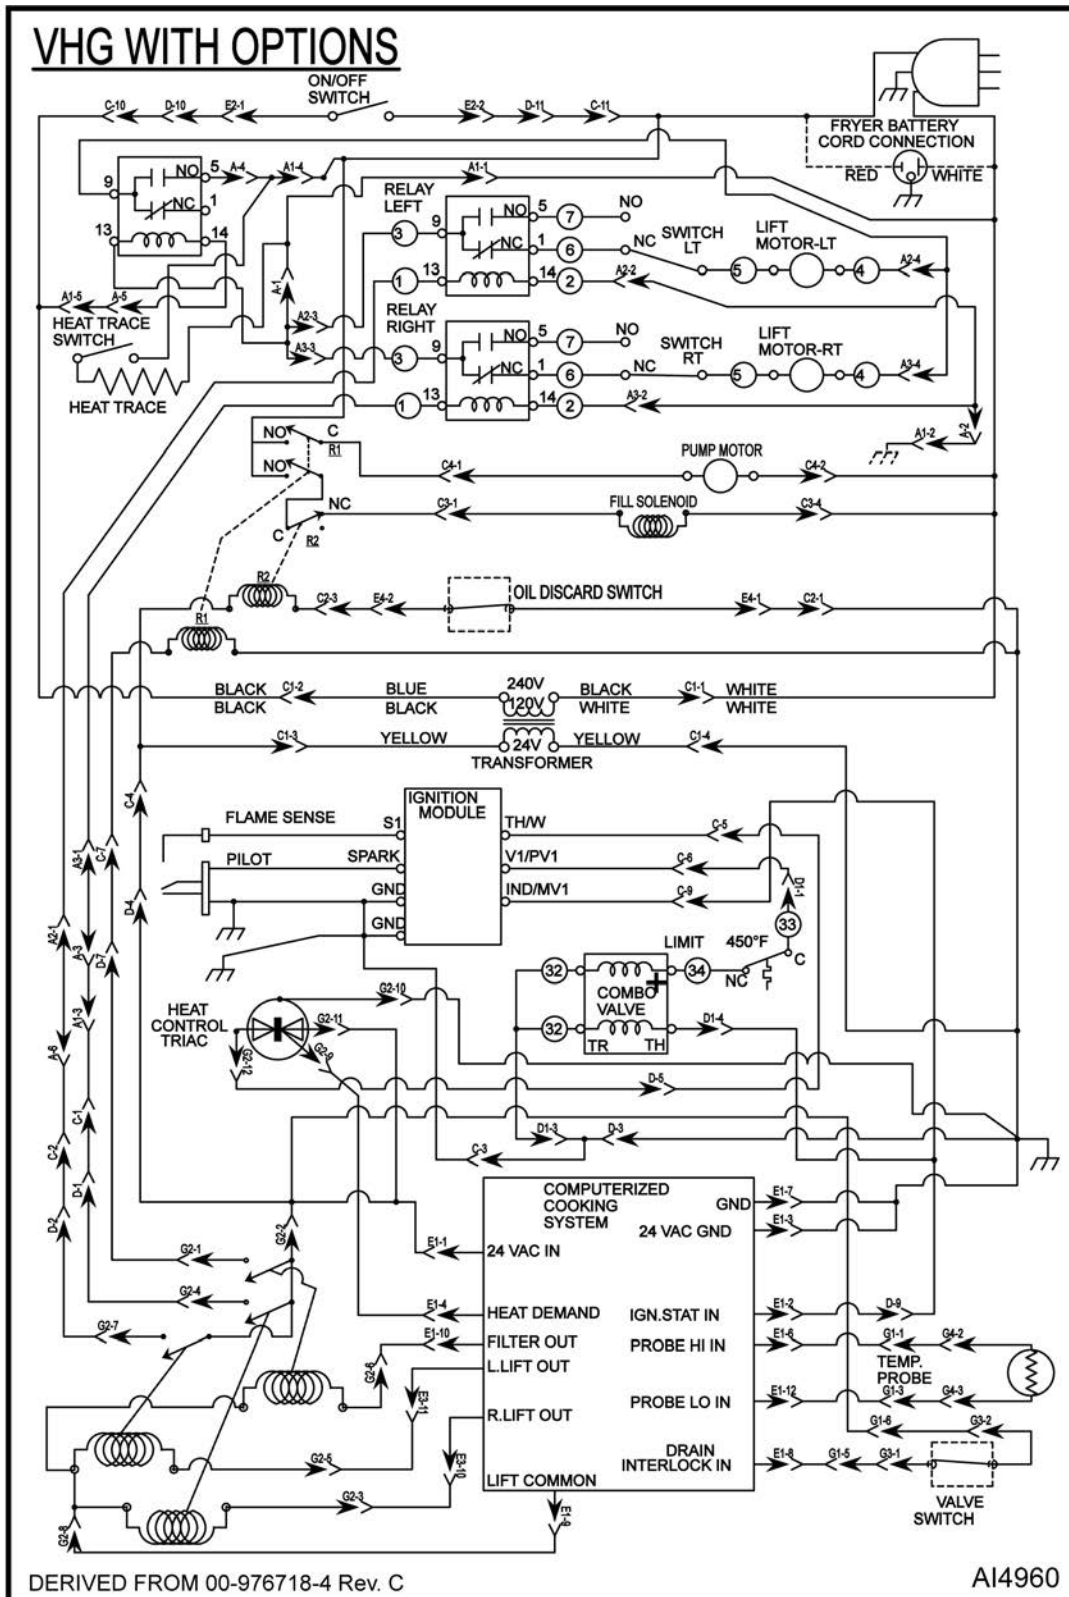 VHG WITH OPTIONS
ON/OFF
SWITCH
C-10
D-10
E2-1
E2-2
D-11
C-11
FRYER BATTERY
CORD CONNECTION
RED
WHITE
9
NO
5
A-4
A1-4
NC
1
13
14
A1-1
RELAY
LEFT
3
9
NO
5
7
NO
NC
1
6
NC
SWITCH
LT
5
LIFT
MOTOR-LT
4
A2-4
1
13
14
2
A2-2
A1-5
A-5
A-1
HEAT TRACE
SWITCH
HEAT TRACE
A2-3
A3-3
RELAY
RIGHT
3
9
NO
5
7
NO
NC
1
6
NC
SWITCH
RT
5
LIFT
MOTOR-RT
4
A3-4
1
13
14
2
A3-2
A1-2
A-2
NO
C
R1
NO
C4-1
PUMP MOTOR
C4-2
NC
C
R2
C3-1
FILL SOLENOID
C3-4
R2
C2-3
E4-2
OIL DISCARD SWITCH
E4-1
C2-1
R1
BLACK
C1-2
BLUE
240V
BLACK
C1-1
WHITE
BLACK
BLACK
120V
WHITE
WHITE
C1-3
YELLOW
24V
YELLOW
C1-4
TRANSFORMER
C-4
IGNITION
MODULE
FLAME SENSE
S1
TH/W
C-5
PILOT
SPARK
V1/PV1
C-6
GND
IND/MV1
C-9
GND
D1-1
33
A3-1
C-7
D-4
A2-1
A-3
D-7
LIMIT
450°F
C
NC
32
34
COMBO
VALVE
32
TR
TH
D1-4
HEAT
CONTROL
TRIAC
G2-10
G2-11
G2-9
G2-12
A1-3
A-6
D-5
C-1
C-2
D1-3
D-3
C-3
D-1
D-2
COMPUTERIZED
COOKING
SYSTEM
GND
E1-7
24 VAC GND
E1-3
G2-2
E1-1
24 VAC IN
G2-1
G2-4
E1-4
HEAT DEMAND
IGN.STAT IN
E1-2
D-9
G2-7
E1-10
FILTER OUT
PROBE HI IN
E1-6
G1-1
G4-2
G2-6
L.LIFT OUT
TEMP.
PROBE
E3-11
PROBE LO IN
E1-12
G1-3
G4-3
R.LIFT OUT
G1-6
G3-2
G2-5
E3-10
DRAIN
INTERLOCK IN
E1-8
G1-5
G3-1
LIFT COMMON
G2-3
E1-9
VALVE
SWITCH
G2-8
DERIVED FROM 00-976718-4 Rev. C
AI4960